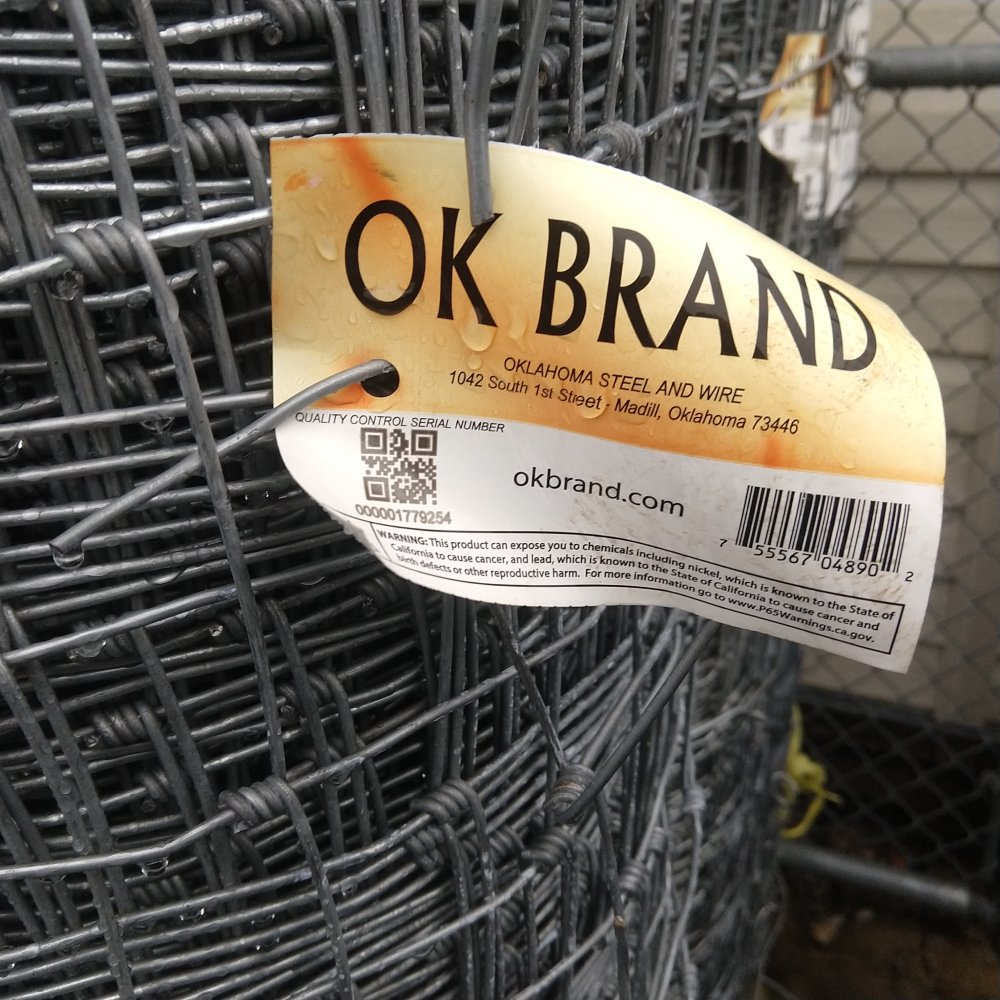 OK BRAND
OKLAHOMA STEEL AND WIRE
1042 South 1st Street - Madill, Oklahoma 73446
QUALITY CONTROL SERIAL NUMBER
000001779254
okbrand.com
7 55567 04890 2
WARNING: This product can expose you to chemicals including nickel, which is known to the State of
California to cause cancer, and lead, which is known to the State of California to cause cancer and
birth defects or other reproductive harm. For more information go to www.P65Warnings.ca.gov.